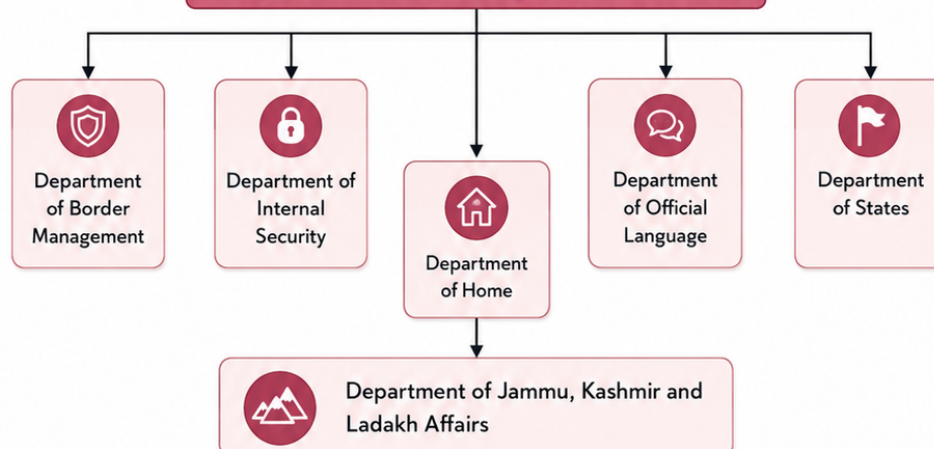 Department
of Border
Management
Department of
Internal
Security
Department
of Home
Department
of Official
Language
Department
of States
Department of Jammu, Kashmir and
Ladakh Affairs